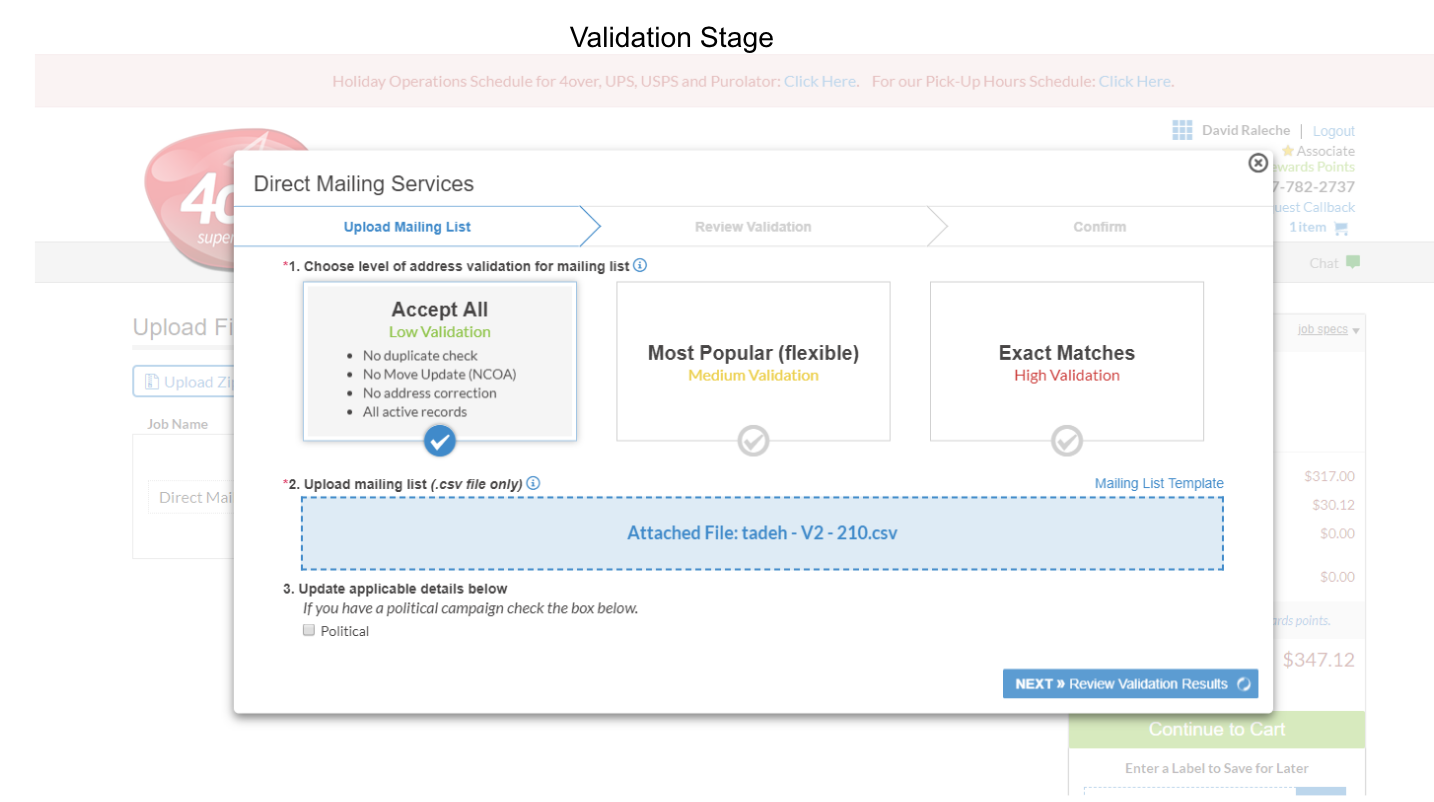 Validation Stage
Holiday Operations Schedule for 4over, UPS, USPS and Purolator: Click Here. For our Pick-Up Hours Schedule: Click Here.
David Raleche | Logout
Associate
wards Points
7-782-2737
uest Callback
1 item
Chat
4o
super
Direct Mailing Services
Upload Mailing List
Review Validation
Confirm
*1. Choose level of address validation for mailing list
Accept All
Low Validation
• No duplicate check
• No Move Update (NCOA)
• No address correction
• All active records
Most Popular (flexible)
Medium Validation
Exact Matches
High Validation
*2. Upload mailing list (.csv file only)
Mailing List Template
Attached File: tadeh - V2 - 210.csv
3. Update applicable details below
If you have a political campaign check the box below.
Political
NEXT » Review Validation Results
Upload Fi
Upload Zi
Job Name
Direct Mai
job specs
$317.00
$30.12
$0.00
$0.00
ards points.
$347.12
Continue to Cart
Enter a Label to Save for Later